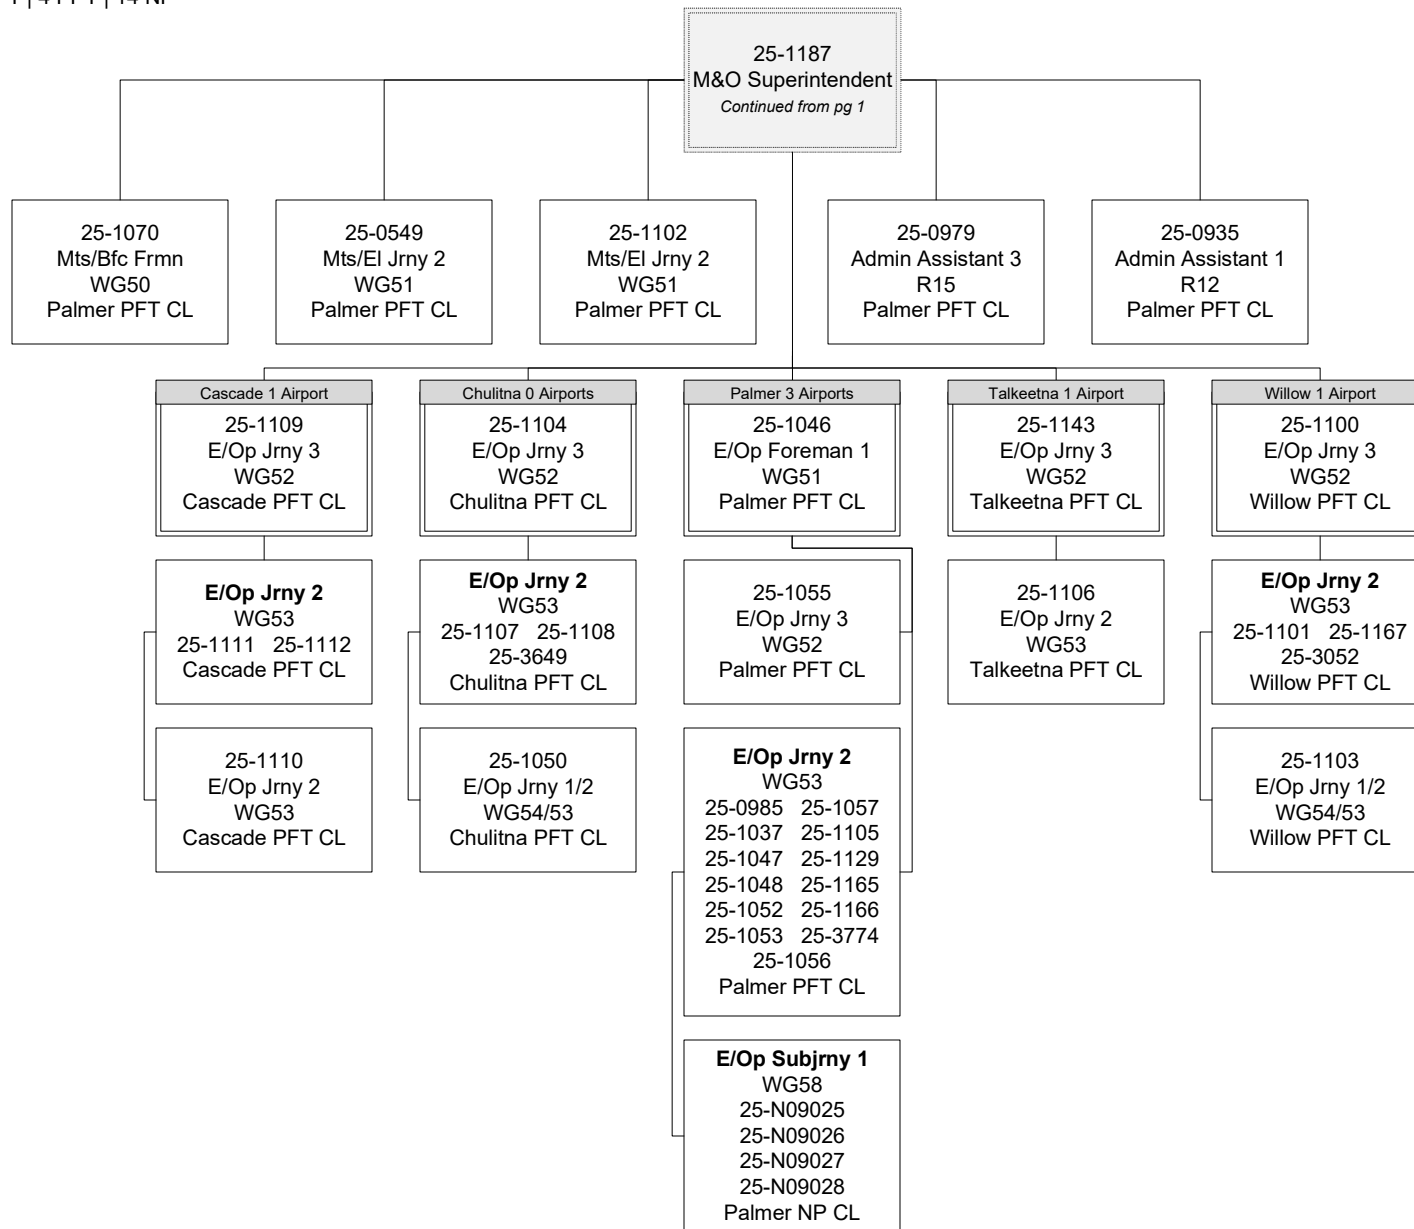 25-1187
M&O Superintendent
Continued from pg 1
25-1070
Mts/Bfc Frmn
WG50
Palmer PFT CL
25-0549
Mts/El Jrny 2
WG51
Palmer PFT CL
25-1102
Mts/El Jrny 2
WG51
Palmer PFT CL
25-0979
Admin Assistant 3
R15
Palmer PFT CL
25-0935
Admin Assistant 1
R12
Palmer PFT CL
Cascade 1 Airport
25-1109
E/Op Jrny 3
WG52
Cascade PFT CL
Chulitna 0 Airports
25-1104
E/Op Jrny 3
WG52
Chulitna PFT CL
Palmer 3 Airports
25-1046
E/Op Foreman 1
WG51
Palmer PFT CL
Talkeetna 1 Airport
25-1143
E/Op Jrny 3
WG52
Talkeetna PFT CL
Willow 1 Airport
25-1100
E/Op Jrny 3
WG52
Willow PFT CL
E/Op Jrny 2
WG53
25-1111 25-1112
Cascade PFT CL
E/Op Jrny 2
WG53
25-1107 25-1108
25-3649
Chulitna PFT CL
25-1055
E/Op Jrny 3
WG52
Palmer PFT CL
25-1106
E/Op Jrny 2
WG53
Talkeetna PFT CL
E/Op Jrny 2
WG53
25-1101 25-1167
25-3052
Willow PFT CL
25-1110
E/Op Jrny 2
WG53
Cascade PFT CL
25-1050
E/Op Jrny 1/2
WG54/53
Chulitna PFT CL
E/Op Jrny 2
WG53
25-0985 25-1057
25-1037 25-1105
25-1047 25-1129
25-1048 25-1165
25-1052 25-1166
25-1053 25-3774
25-1056
Palmer PFT CL
25-1103
E/Op Jrny 1/2
WG54/53
Willow PFT CL
E/Op Subjrny 1
WG58
25-N09025
25-N09026
25-N09027
25-N09028
Palmer NP CL